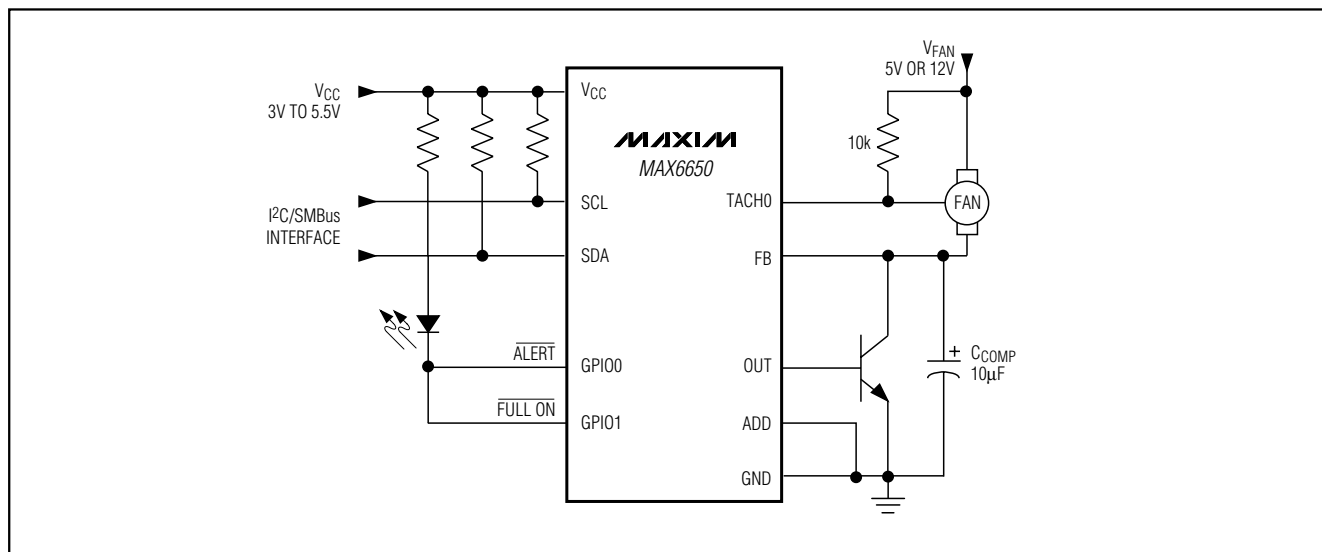 VCC
3V TO 5.5V
I2C/SMBus
INTERFACE
ALERT
FULL ON
VCC
SCL
SDA
GPIO0
GPIO1
MAXIM
MAX6650
TACH0
FB
OUT
ADD
GND
VFAN
5V OR 12V
10k
FAN
+
CCOMP
10µF